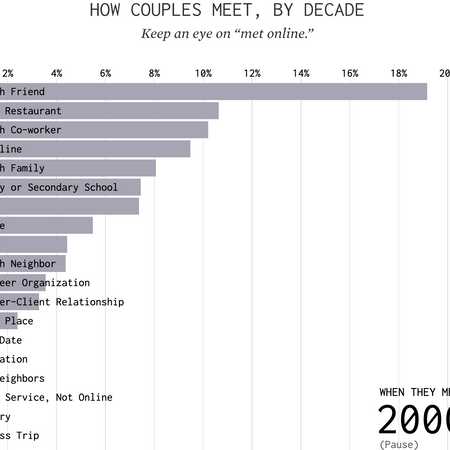 HOW COUPLES MEET, BY DECADE
Keep an eye on “met online.”
2% 4% 6% 8% 10% 12% 14% 16% 18% 20
h Friend
Restaurant
h Co-worker
line
h Family
y or Secondary School
e
h Neighbor
eer Organization
er-Client Relationship
Place
Date
ation
eighbors
Service, Not Online
ry
ss Trip
WHEN THEY ME
2000
(Pause)